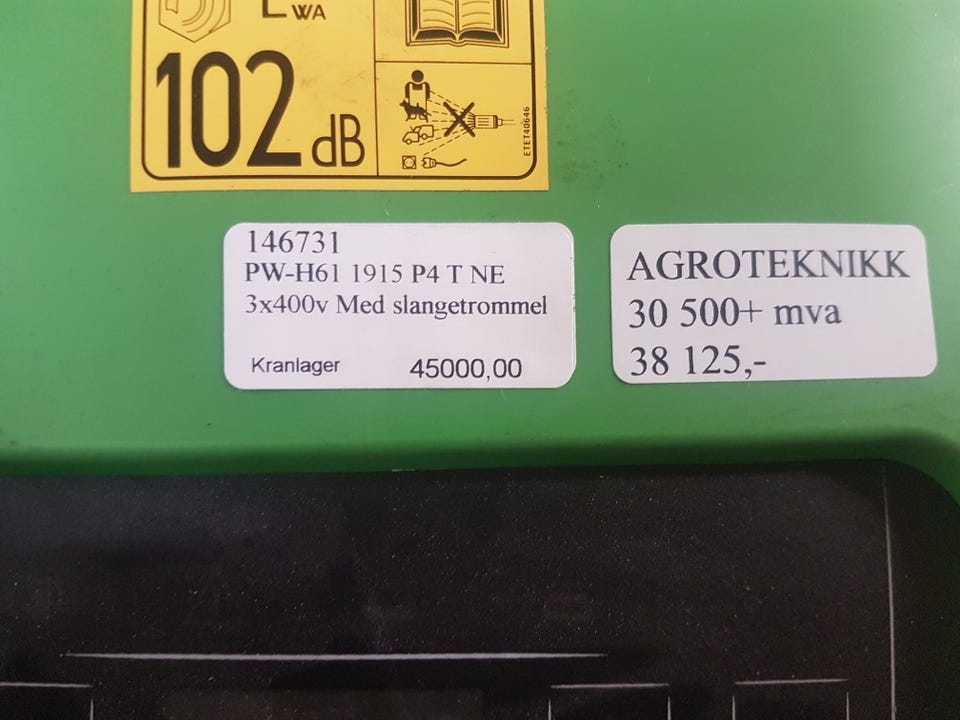 LWA
102 dB
ETET40646
146731
PW-H61 1915 P4 T NE
3x400v Med slangetrommel
Kranlager 45000,00
AGROTEKNIKK
30 500+ mva
38 125,-